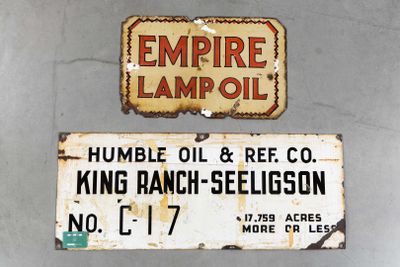 EMPIRE
LAMP OIL
HUMBLE OIL & REF. CO.
KING RANCH-SEELIGSON
NO. C-17
17,759 ACRES
MORE OR LESS